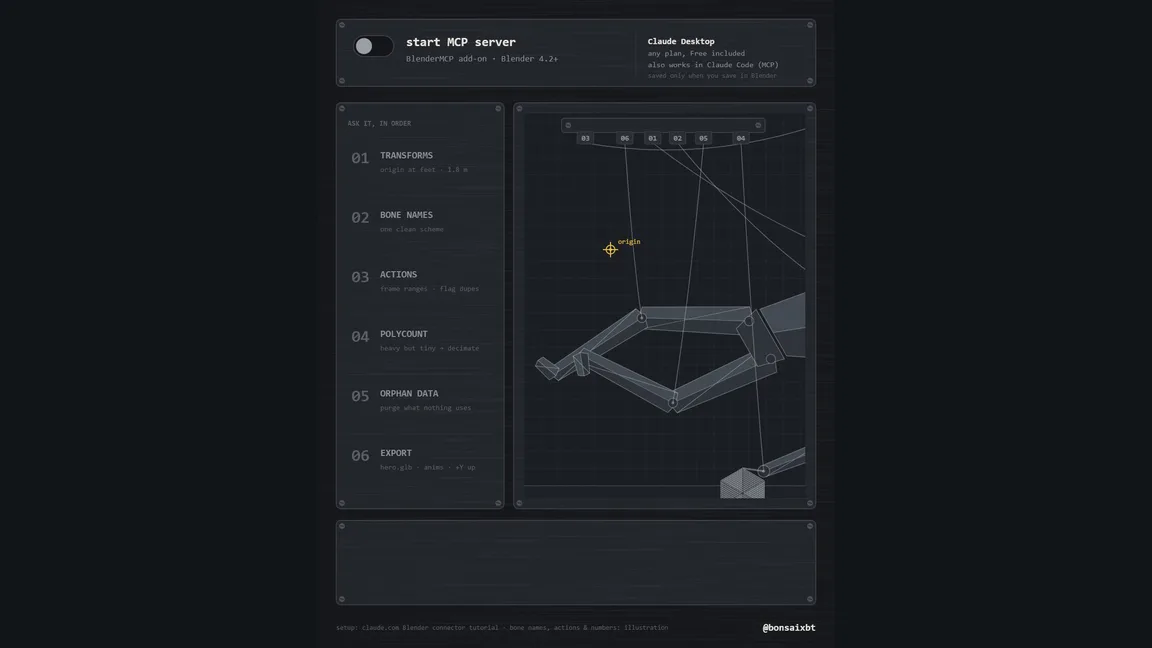 start MCP server
BlenderMCP add-on · Blender 4.2+
Claude Desktop
any plan, Free included
also works in Claude Code (MCP)
saved only when you save in Blender
ASK IT, IN ORDER
01 TRANSFORMS
origin at feet · 1.8 m
02 BONE NAMES
one clean scheme
03 ACTIONS
frame ranges · flag dupes
04 POLYCOUNT
heavy but tiny → decimate
05 ORPHAN DATA
purge what nothing uses
06 EXPORT
hero.glb · anims · +Y up
03 06 01 02 05 04
origin
setup: claude.com Blender connector tutorial · bone names, actions & numbers: illustration
@bonsaixbt